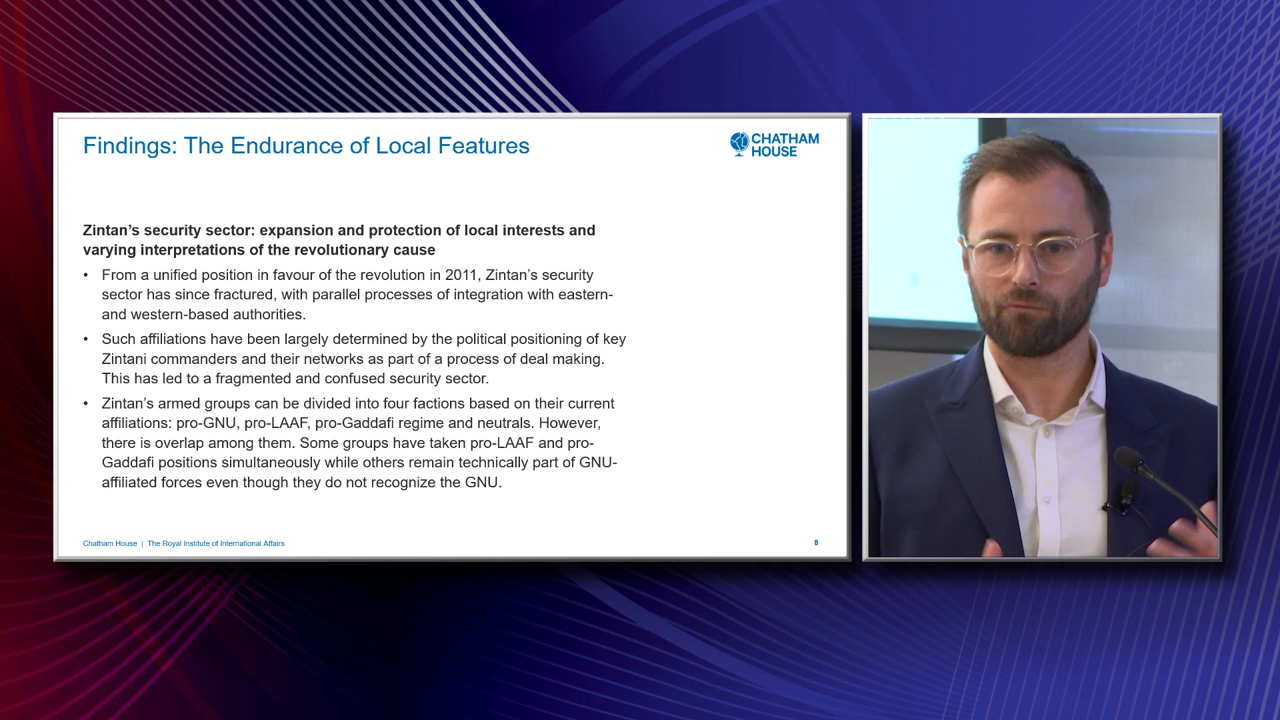 Findings: The Endurance of Local Features
CHATHAM
HOUSE
Zintan’s security sector: expansion and protection of local interests and
varying interpretations of the revolutionary cause
• From a unified position in favour of the revolution in 2011, Zintan’s security
sector has since fractured, with parallel processes of integration with eastern-
and western-based authorities.
• Such affiliations have been largely determined by the political positioning of key
Zintani commanders and their networks as part of a process of deal making.
This has led to a fragmented and confused security sector.
• Zintan’s armed groups can be divided into four factions based on their current
affiliations: pro-GNU, pro-LAAF, pro-Gaddafi regime and neutrals. However,
there is overlap among them. Some groups have taken pro-LAAF and pro-
Gaddafi positions simultaneously while others remain technically part of GNU-
affiliated forces even though they do not recognize the GNU.
Chatham House | The Royal Institute of International Affairs
8